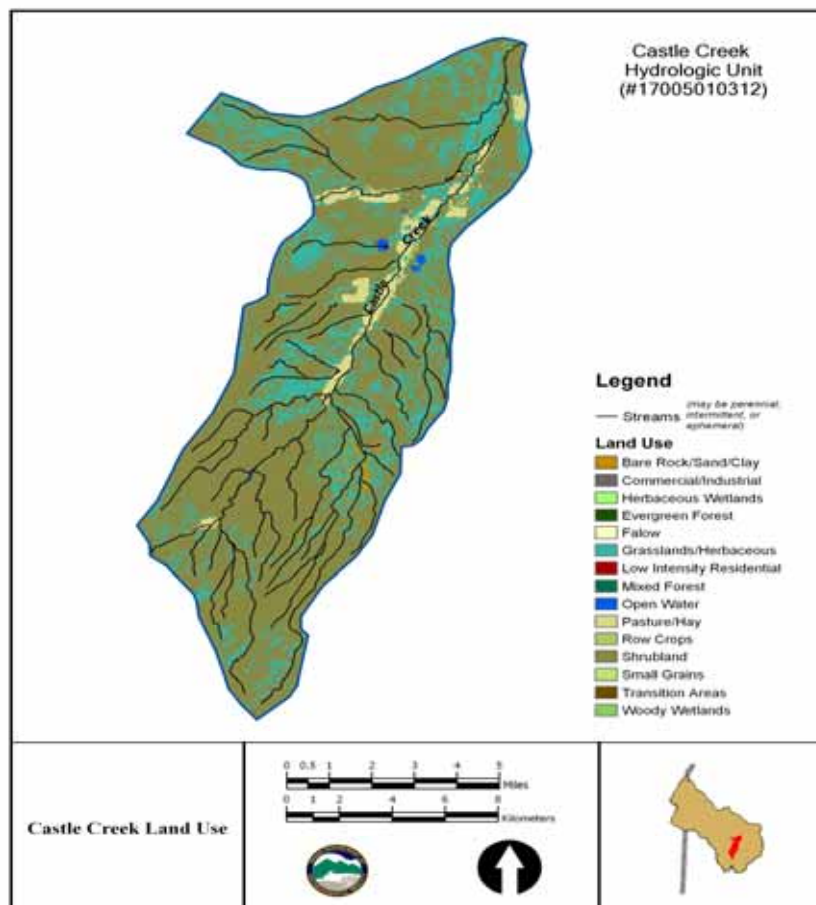 Castle Creek
Hydrologic Unit
(#17005010312)
Castle Creek
Legend
Streams (may be perennial,
intermittent, or
ephemeral)
Land Use
Bare Rock/Sand/Clay
Commercial/Industrial
Herbaceous Wetlands
Evergreen Forest
Falow
Grasslands/Herbaceous
Low Intensity Residential
Mixed Forest
Open Water
Pasture/Hay
Row Crops
Shrubland
Small Grains
Transition Areas
Woody Wetlands
Castle Creek Land Use
0 0.5 1 2 3 4 5
Miles
0 1 2 4 6 8
Kilometers